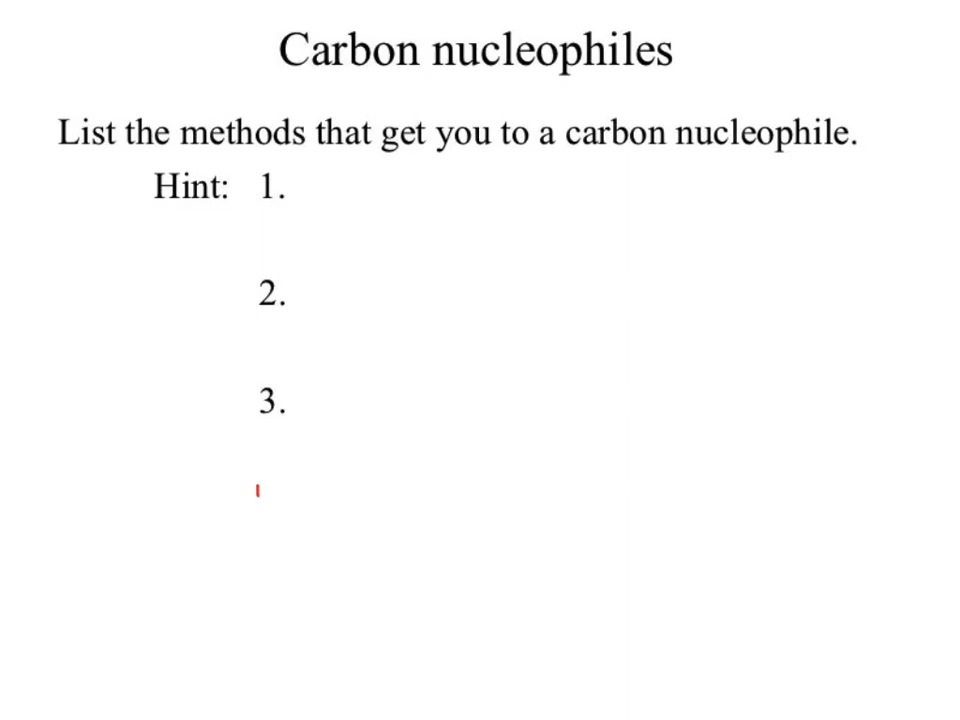 Carbon nucleophiles
List the methods that get you to a carbon nucleophile.
Hint: 1.
2.
3.